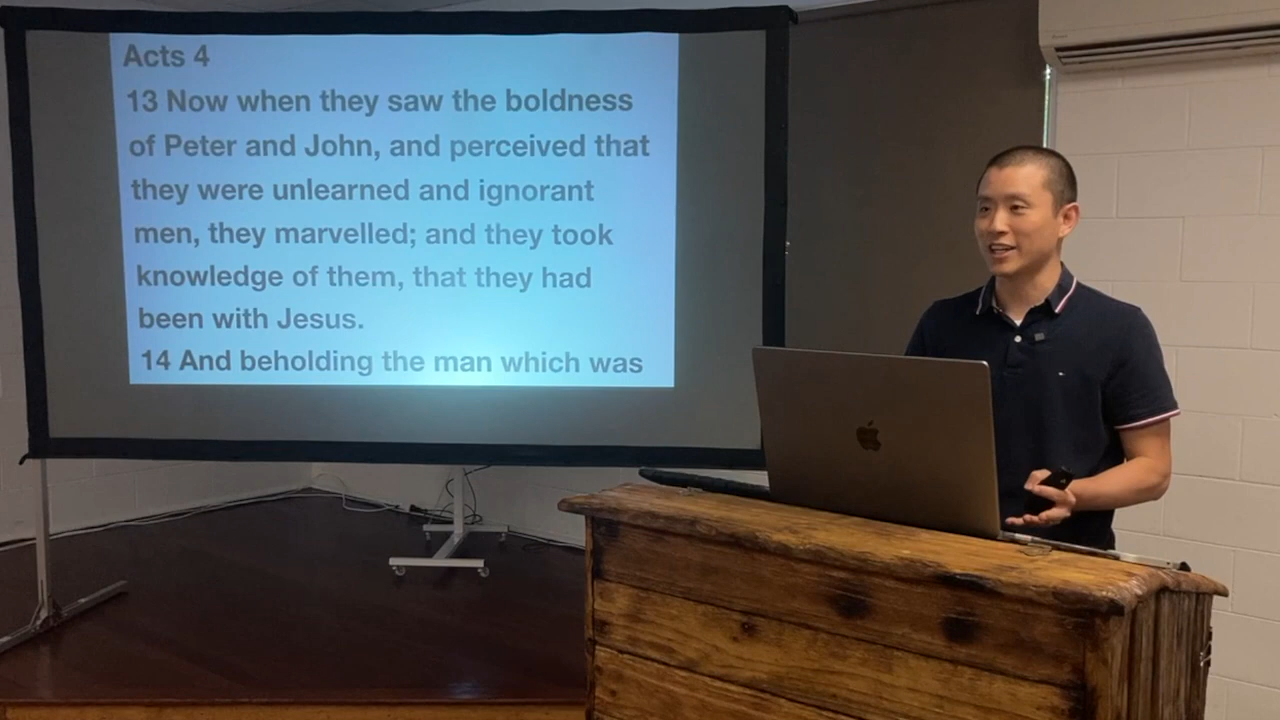 Acts 4
13 Now when they saw the boldness
of Peter and John, and perceived that
they were unlearned and ignorant
men, they marvelled; and they took
knowledge of them, that they had
been with Jesus.
14 And beholding the man which was